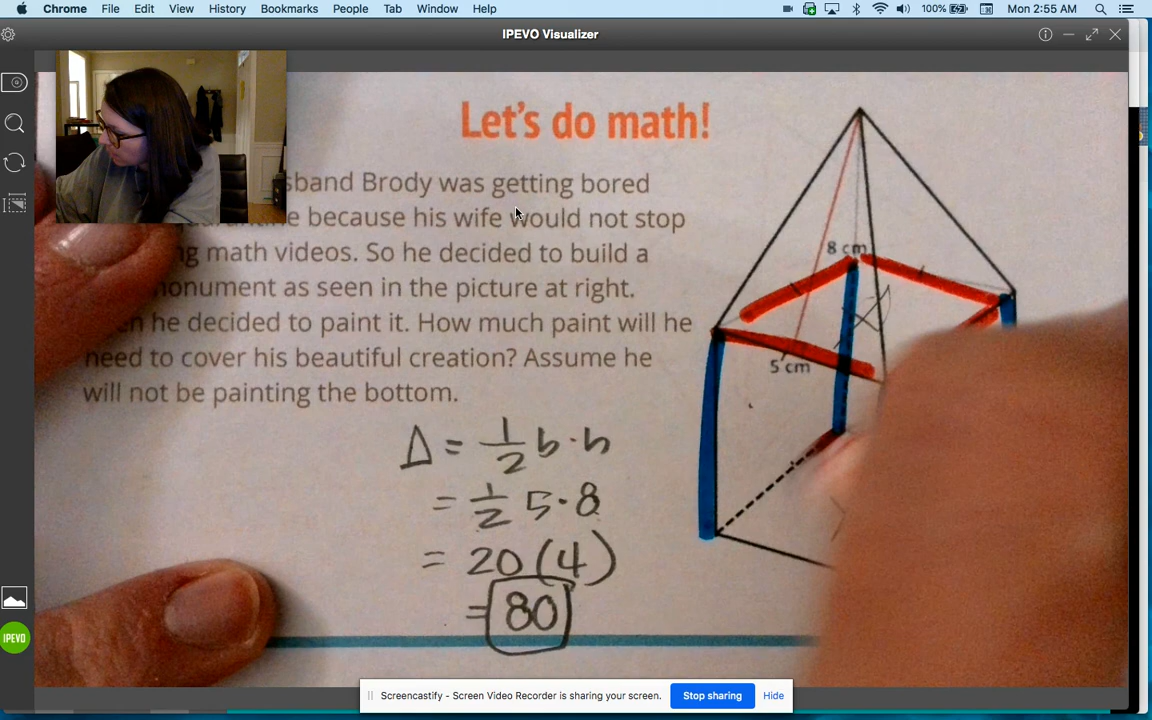 Chrome File Edit View History Bookmarks People Tab Window Help 100% Mon 2:55 AM
IPEVO Visualizer
Let's do math!
sband Brody was getting bored
e because his wife would not stop
ng math videos. So he decided to build a
onument as seen in the picture at right.
he decided to paint it. How much paint will he
need to cover his beautiful creation? Assume he
will not be painting the bottom.
8 cm
5 cm
Δ = 1/2 b · h
= 1/2 5 · 8
= 20 (4)
= 80
IPEVO
Screencastify - Screen Video Recorder is sharing your screen. Stop sharing Hide